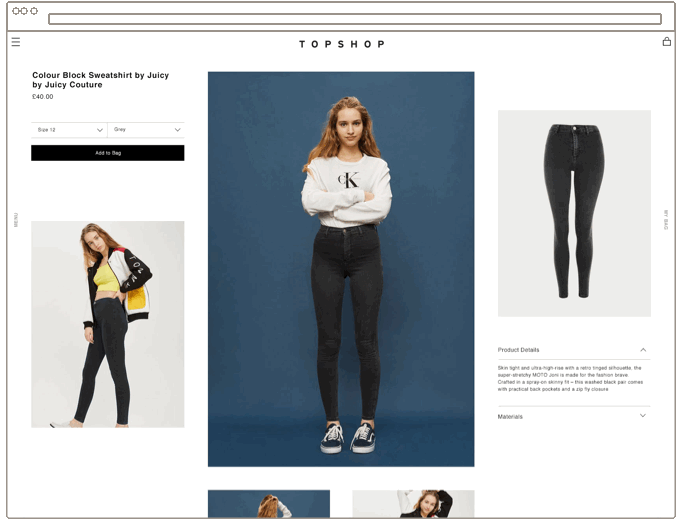 TOPSHOP
Colour Block Sweatshirt by Juicy
by Juicy Couture
£40.00
Size 12
Grey
Add to Bag
CK
MY BAG
Product Details
Skin tight and ultra-high-rise with a retro tinged silhouette, the
super-stretchy MOTO Joni is made for the fashion brave.
Crafted in a spray-on skinny fit – this washed black pair comes
with practical back pockets and a zip fly closure
Materials